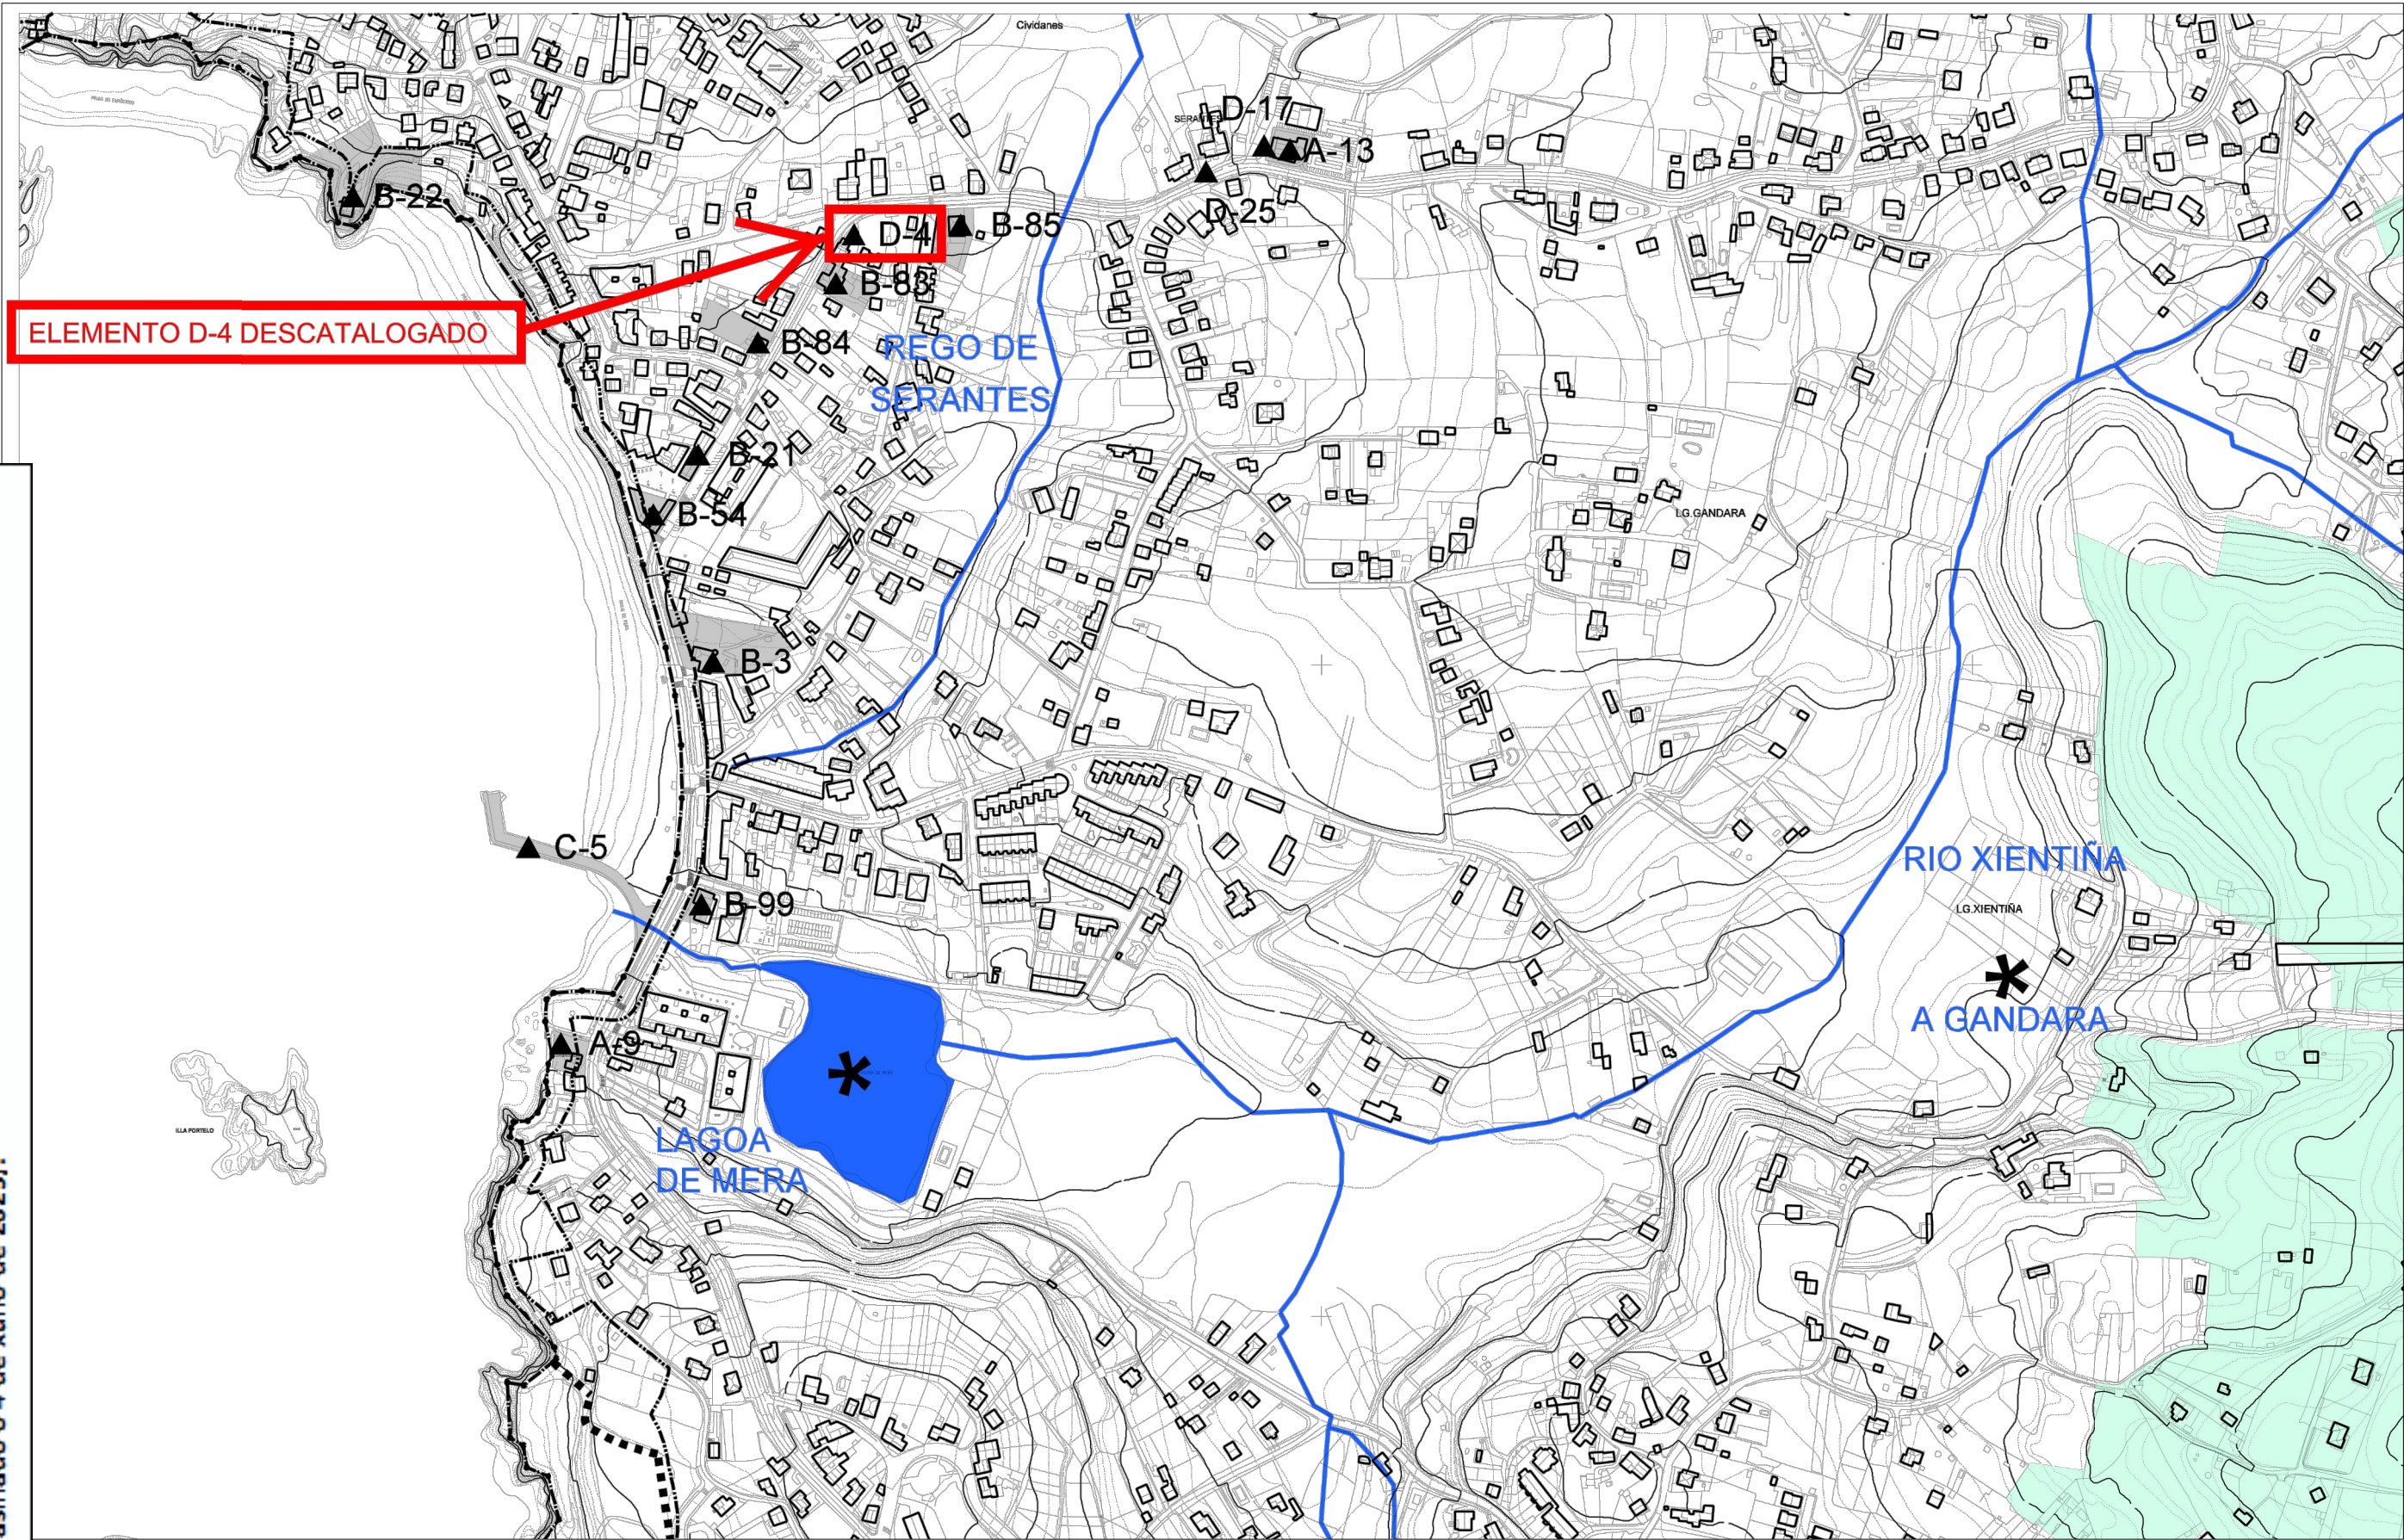 Cividanes
SERANTES
D-17
A-13
B-22
D-25
D-4
B-85
B-83
ELEMENTO D-4 DESCATALOGADO
B-84
REGO DE
SERANTES
B-21
B-54
LG.GANDARA
B-3
C-5
B-99
RIO XIENTIÑA
LG.XIENTIÑA
A GANDARA
A-9
ILLA PORTELO
LAGOA
DE MERA